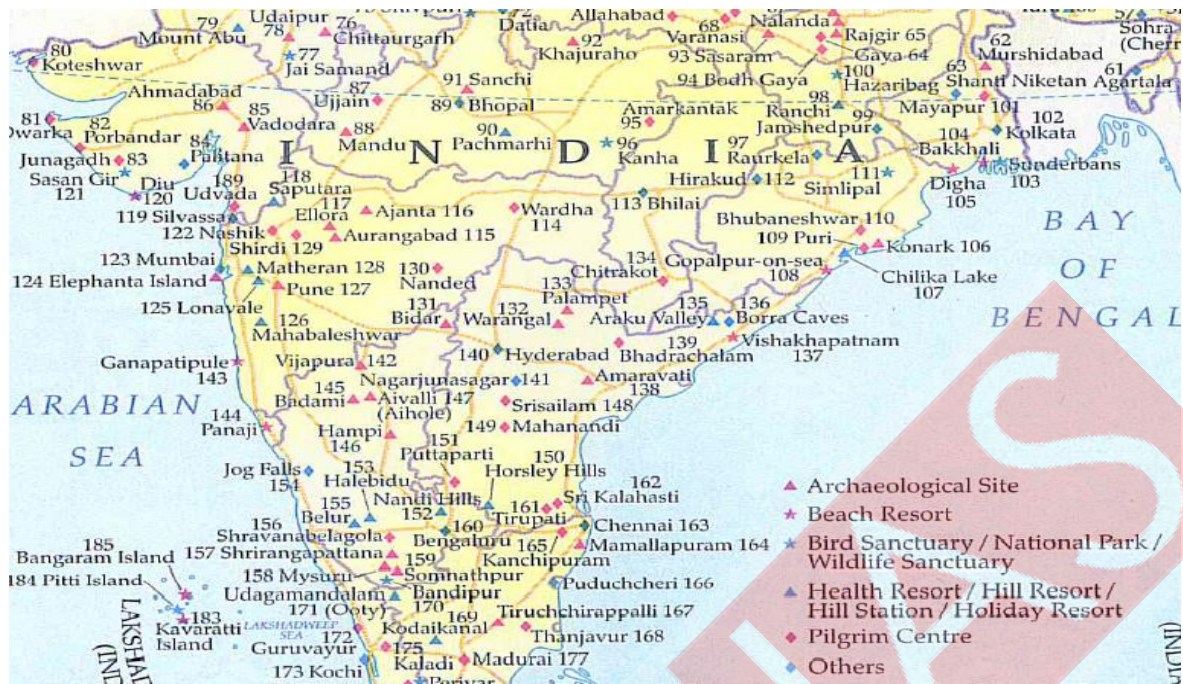 79
Mount Abu
Udaipur
78
76
Chittaurgarh
Datia
Allahabad
68
Varanasi
Nalanda
Rajgir 65
Gaya 64
93 Sasaram
94 Bodh Gaya
Sohra
(Cherr
80
Koteshwar
77
Jai Samand
92
Khajuraho
100
Hazaribag
62
Murshidabad
63
Shanti Niketan
61
Agartala
Ahmadabad
86
85
Vadodara
87
Ujjain
91 Sanchi
89
Bhopal
Amarkantak
95
98
Ranchi
Mayapur 101
81
Dwarka
82
Porbandar
84
Palitana
88
Mandu
90
Pachmarhi
99
Jamshedpur
102
Kolkata
Junagadh
83
Sasan Gir
121
Diu
120
INDIA
96
Kanha
97
Raurkela
104
Bakkhali
Sunderbans
103
189
Udvada
118
Saputara
117
Hirakud
112
111
Simlipal
Digha
105
119 Silvassa
Ellora
Ajanta 116
Wardha
114
113 Bhilai
122 Nashik
Aurangabad 115
Shirdi 129
Bhubaneshwar 110
109 Puri
Konark 106
BAY
OF
BENGAL
123 Mumbai
Matheran 128
124 Elephanta Island
Pune 127
130
Nanded
134
Chitrakot
Gopalpur-on-sea
108
Chilika Lake
107
125 Lonavale
126
Mahabaleshwar
131
Bidar
132
Warangal
133
Palampet
135
Araku Valley
136
Borra Caves
Vishakhapatnam
137
Ganapatipule
143
Vijapura
142
140
Hyderabad
139
Bhadrachalam
ARABIAN
SEA
145
Badami
Nagarjunasagar
141
Aivalli 147
(Aihole)
Amaravati
138
Srisailam 148
144
Panaji
Hampi
146
149
Mahanandi
Jog Falls
154
151
Puttaparti
150
Horsley Hills
153
Halebidu
Nandi Hills
152
162
Sri Kalahasti
161
Tirupati
155
Belur
156
Shravanabelagola
160
Bengaluru
Chennai 163
165
Kanchipuram
Mamallapuram 164
157 Shrirangapattana
159
Somnathpur
158 Mysuru
Bandipur
170
Udagamandalam
171 (Ooty)
Puduchcheri 166
185
Bangaram Island
184 Pitti Island
183
Kavaratti
Island
LAKSHAD
(IND
LAKSHADWEEP
SEA
172
Guruvayur
173 Kochi
Kodaikanal
169
Tiruchchirappalli 167
Thanjavur 168
175
Kaladi
Madurai 177
Periyar
Archaeological Site
Beach Resort
Bird Sanctuary / National Park /
Wildlife Sanctuary
Health Resort / Hill Resort /
Hill Station / Holiday Resort
Pilgrim Centre
Others
(INDI
AS